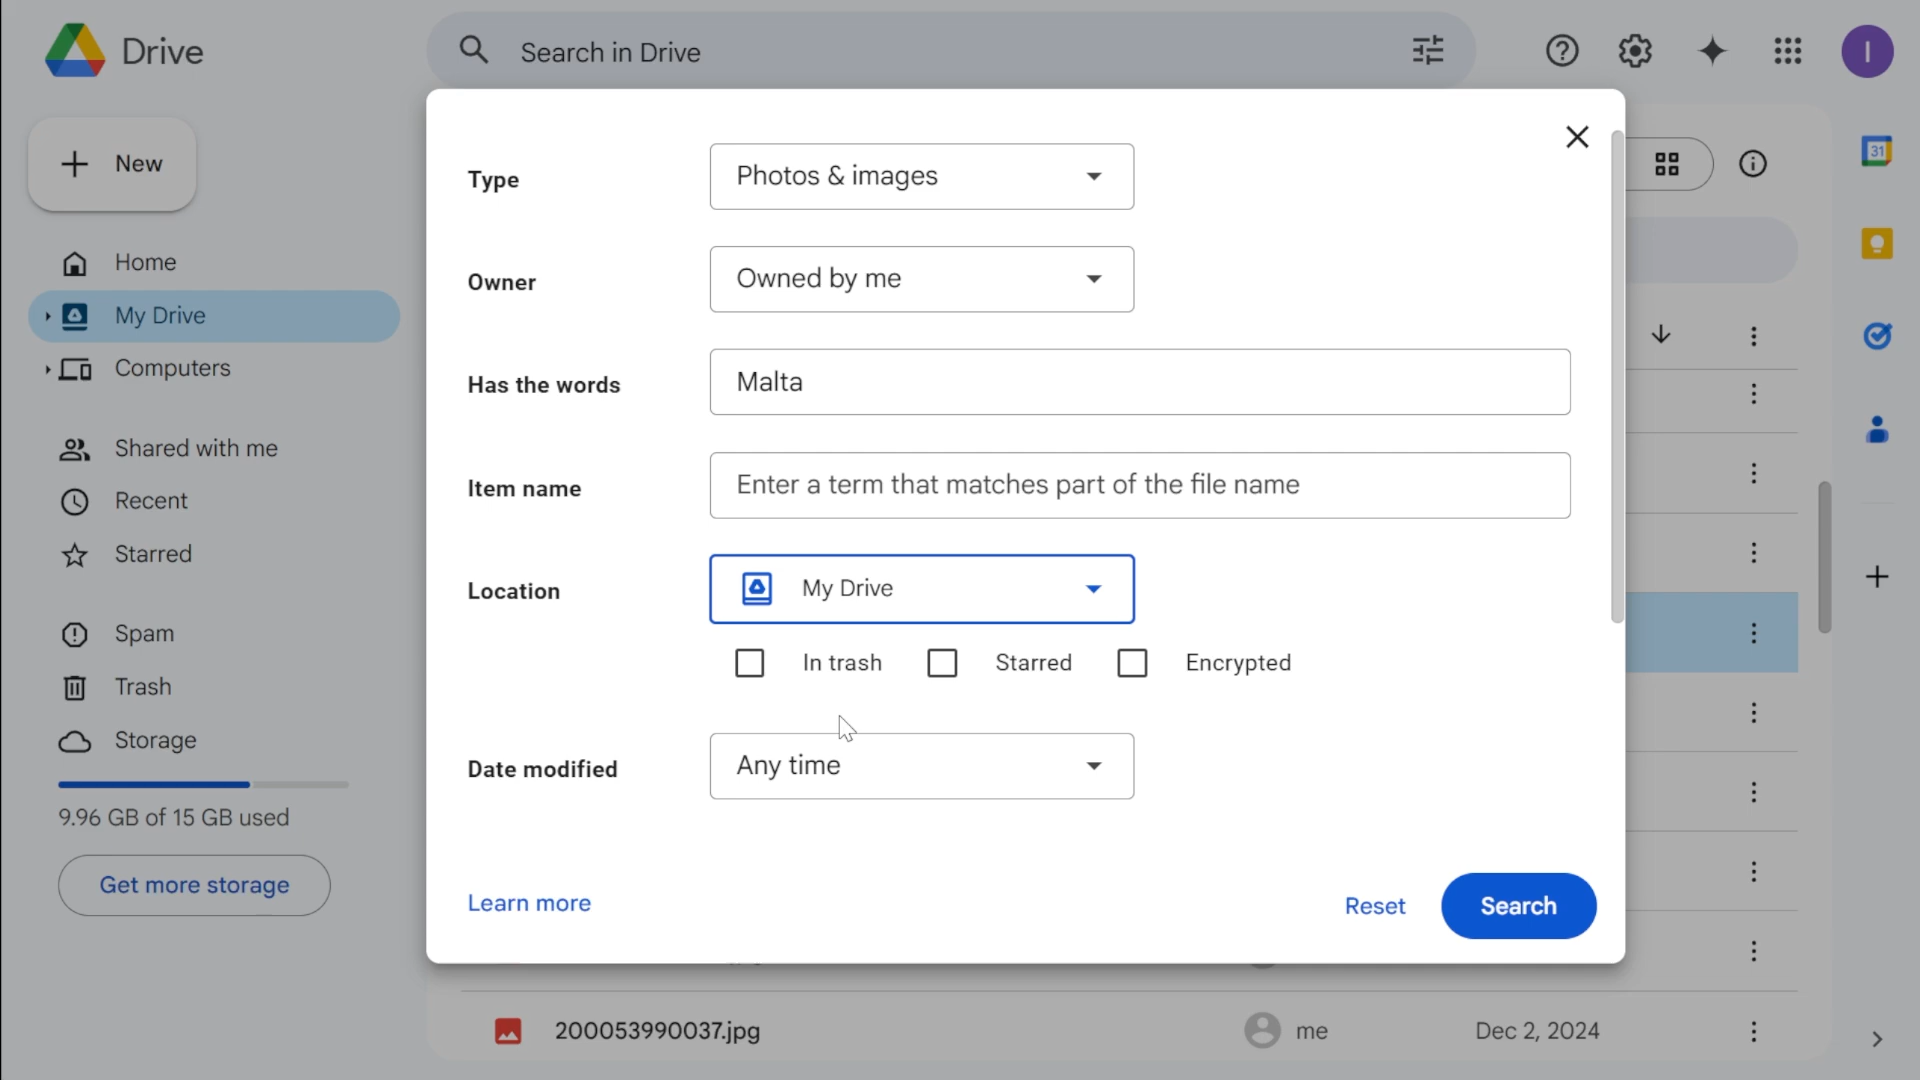 Drive
Search in Drive
I
New
Home
My Drive
Computers
Shared with me
Recent
Starred
Spam
Trash
Storage
9.96 GB of 15 GB used
Get more storage
Type
Photos & images
Owner
Owned by me
Has the words
Malta
Item name
Enter a term that matches part of the file name
Location
My Drive
In trash
Starred
Encrypted
Date modified
Any time
Learn more
Reset
Search
200053990037.jpg
me
Dec 2, 2024
31